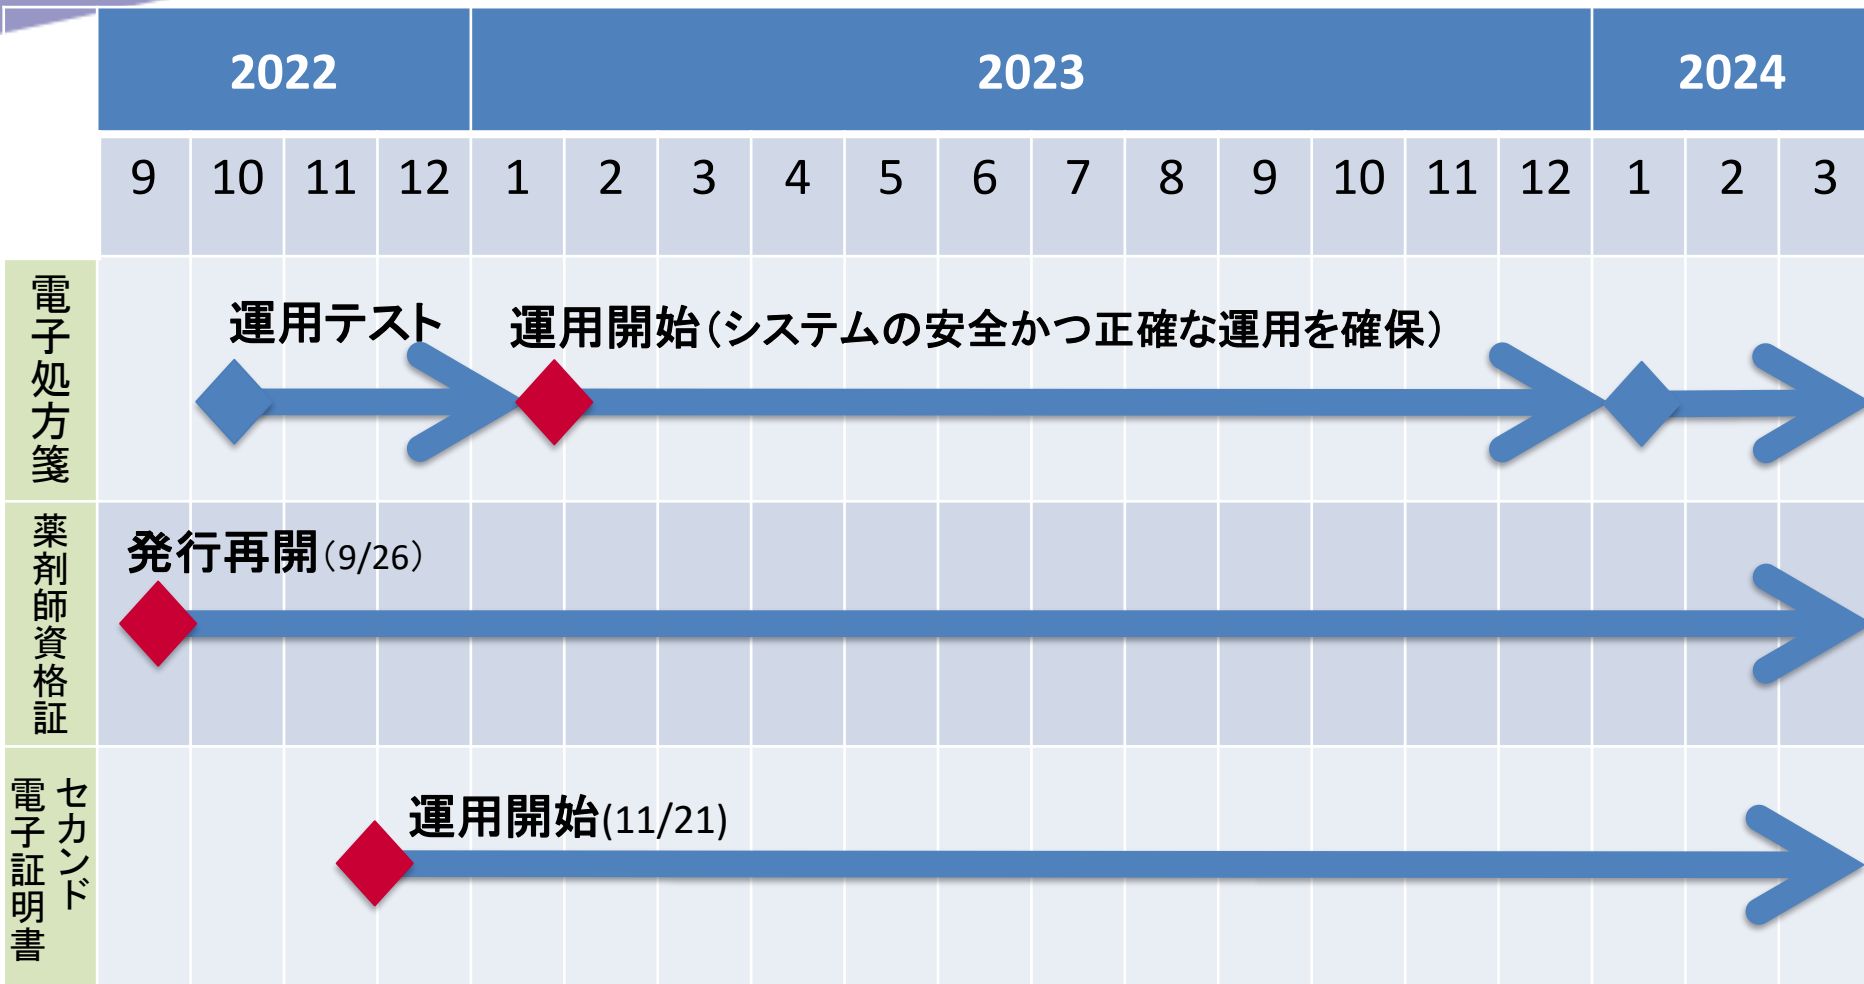 2022 2023 2024
9 10 11 12 1 2 3 4 5 6 7 8 9 10 11 12 1 2 3
電子処方箋
運用テスト
運用開始（システムの安全かつ正確な運用を確保）
薬剤師資格証
発行再開（9/26）
セカンド
電子証明書
運用開始(11/21)